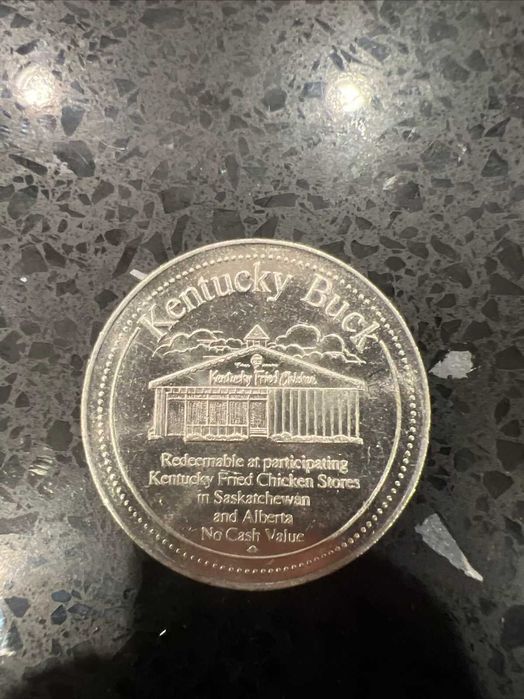 Kentucky Buck
Kentucky Fried Chicken
Redeemable at participating
Kentucky Fried Chicken Stores
in Saskatchewan
and Alberta
No Cash Value